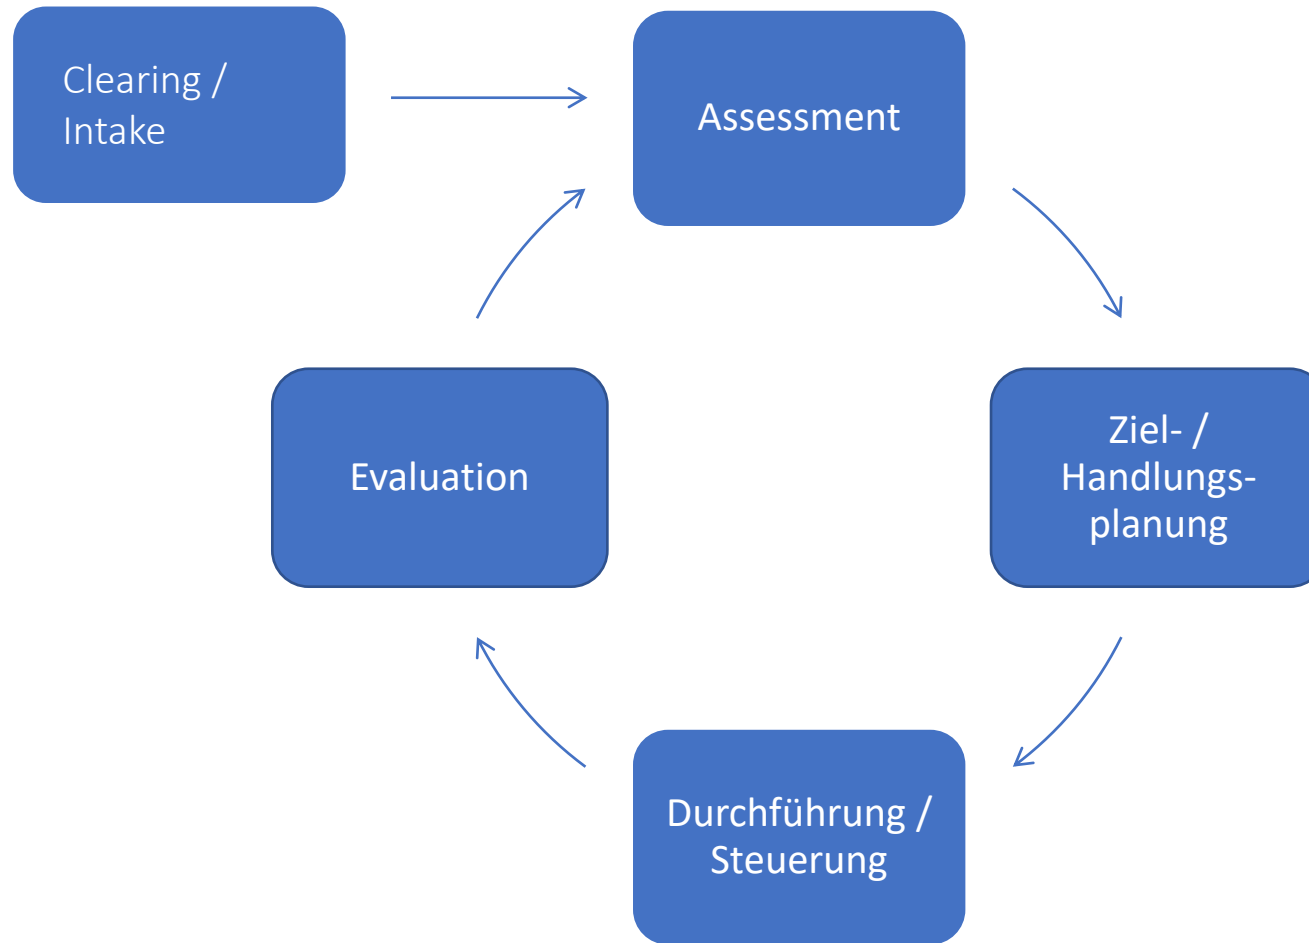 Clearing /
Intake
Assessment
Evaluation
Ziel- /
Handlungs-
planung
Durchführung /
Steuerung